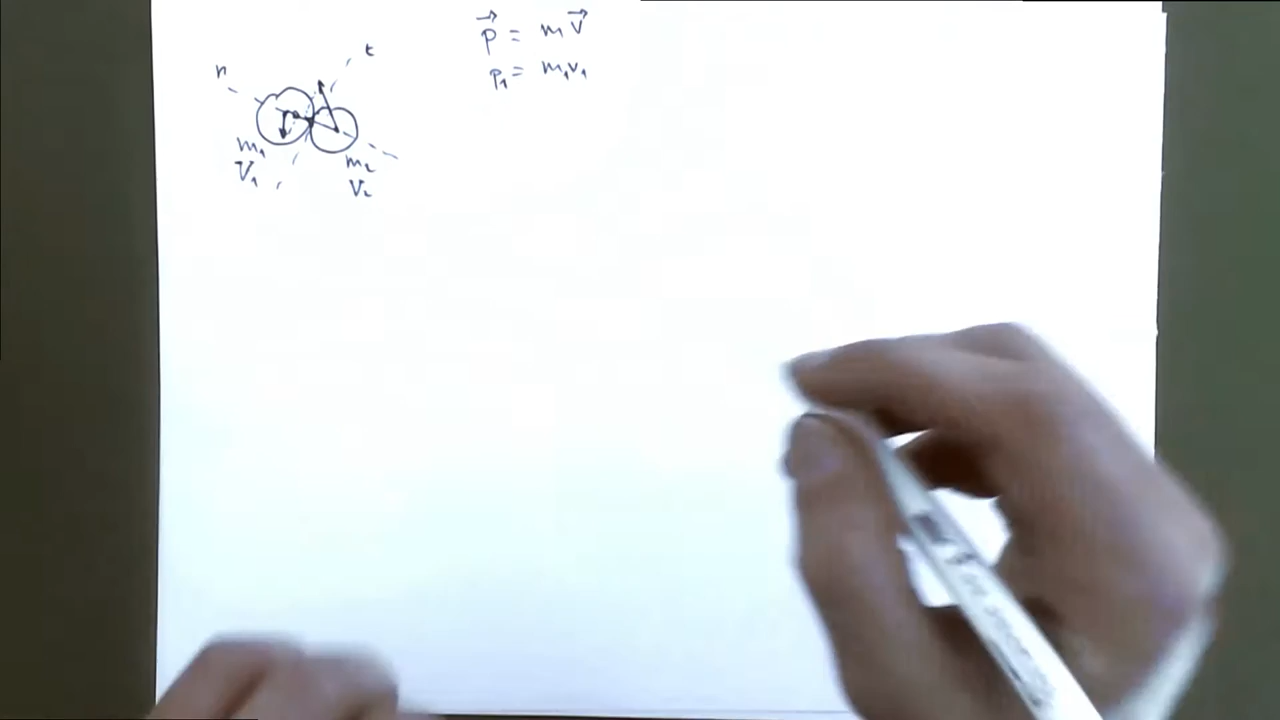 t
n
m₁
V₁
m₂
V₂
p⃗ = m v⃗
p₁ = m₁v₁